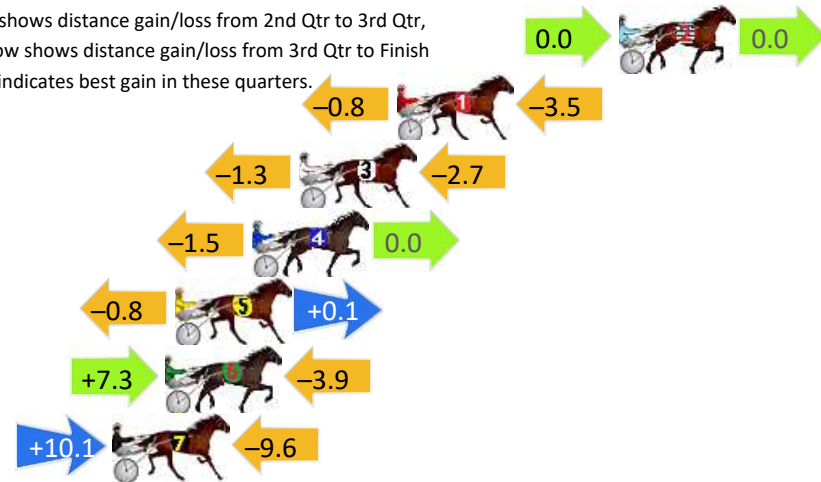 shows distance gain/loss from 2nd Qtr to 3rd Qtr,
ow shows distance gain/loss from 3rd Qtr to Finish
indicates best gain in these quarters.
0.0 0.0
–0.8 1 –3.5
–1.3 3 –2.7
–1.5 4 0.0
–0.8 5 +0.1
+7.3 6 –3.9
+10.1 7 –9.6